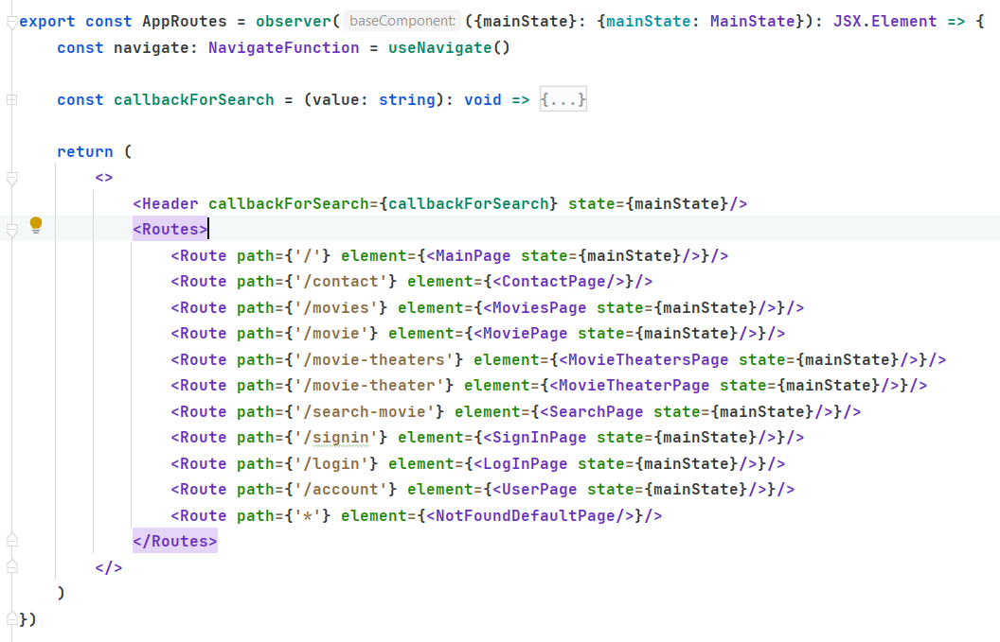 export const AppRoutes = observer( baseComponent: ({mainState}: {mainState: MainState}): JSX.Element => {
    const navigate: NavigateFunction = useNavigate()
    const callbackForSearch = (value: string): void => {...}
    return (
        <>
            <Header callbackForSearch={callbackForSearch} state={mainState}/>
            <Routes>
                <Route path={'/'} element={<MainPage state={mainState}/>}/>
                <Route path={'/contact'} element={<ContactPage/>}/>
                <Route path={'/movies'} element={<MoviesPage state={mainState}/>}/>
                <Route path={'/movie'} element={<MoviePage state={mainState}/>}/>
                <Route path={'/movie-theaters'} element={<MovieTheatersPage state={mainState}/>}/>
                <Route path={'/movie-theater'} element={<MovieTheaterPage state={mainState}/>}/>
                <Route path={'/search-movie'} element={<SearchPage state={mainState}/>}/>
                <Route path={'/signin'} element={<SignInPage state={mainState}/>}/>
                <Route path={'/login'} element={<LogInPage state={mainState}/>}/>
                <Route path={'/account'} element={<UserPage state={mainState}/>}/>
                <Route path={'*'} element={<NotFoundDefaultPage/>}/>
            </Routes>
        </>
    )
})